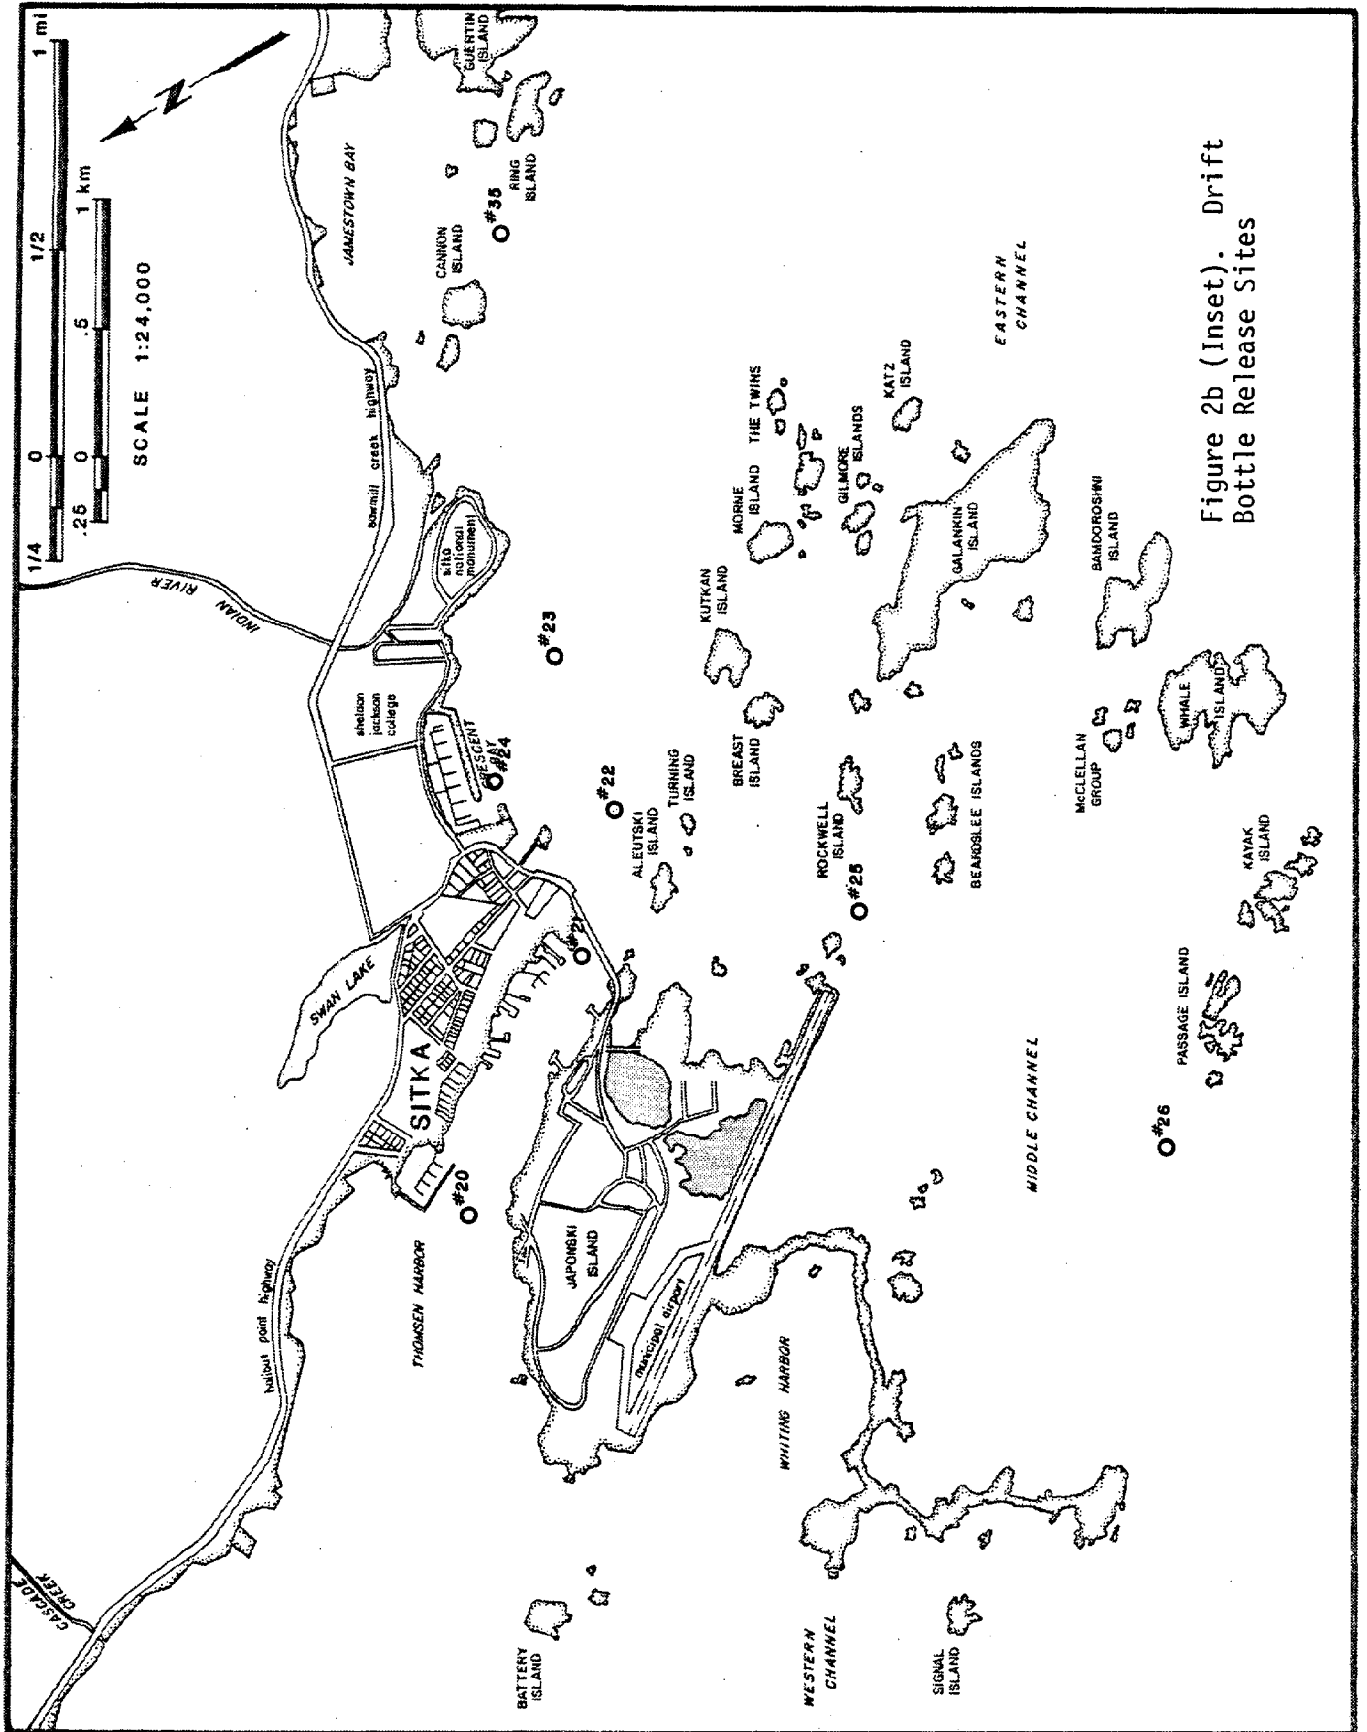 1/4
0
1/2
1 mi
.25
0
.5
1 km
SCALE 1:24,000
N
CASCADE
CREEK
halibut point highway
SWAN LAKE
INDIAN
RIVER
sawmill creek highway
JAMESTOWN BAY
GUERTIN
ISLAND
RING
ISLAND
#35
CANNON
ISLAND
sheldon
jackson
college
sitka
national
monument
CRESCENT
BAY
#24
#23
#22
SITKA
#21
#20
THOMSEN HARBOR
JAPONSKI
ISLAND
municipal airport
ALEUTSKI
ISLAND
TURNING
ISLAND
BREAST
ISLAND
KUTKAN
ISLAND
MORNE
ISLAND
THE TWINS
GILMORE
ISLANDS
KATZ
ISLAND
EASTERN
CHANNEL
GALANKIN
ISLAND
ROCKWELL
ISLAND
#25
BEARDSLEE ISLANDS
BAMDOROSHNI
ISLAND
McCLELLAN
GROUP
WHALE
ISLAND
KAYAK
ISLAND
PASSAGE ISLAND
#26
MIDDLE CHANNEL
WHITING HARBOR
BATTERY
ISLAND
WESTERN
CHANNEL
SIGNAL
ISLAND
Figure 2b (Inset). Drift
Bottle Release Sites